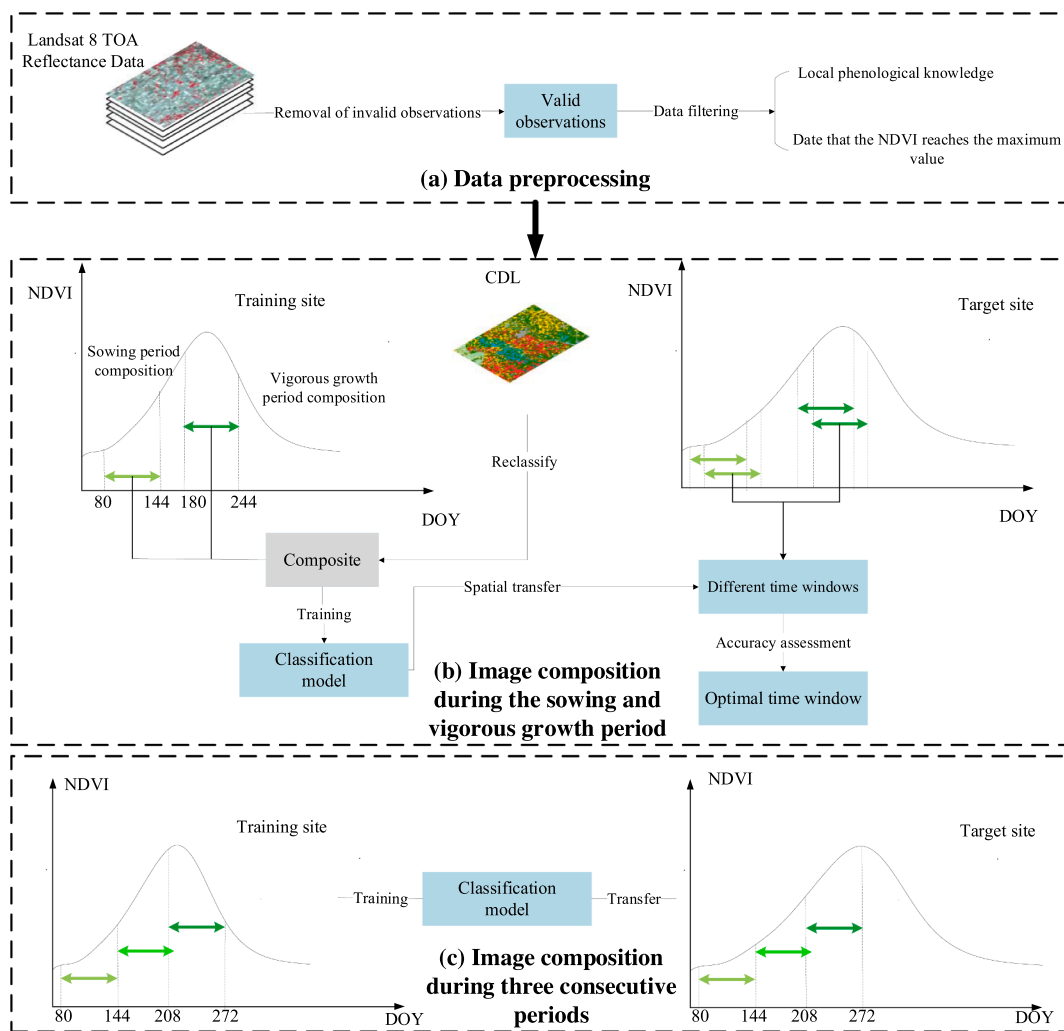 Landsat 8 TOA
Reflectance Data
Removal of invalid observations
Valid
observations
Data filtering
Local phenological knowledge
Date that the NDVI reaches the maximum
value
(a) Data preprocessing
NDVI
Training site
Sowing period
composition
Vigorous growth
period composition
80
144
180
244
DOY
CDL
Reclassify
NDVI
Target site
DOY
Composite
Training
Classification
model
Spatial transfer
Different time windows
Accuracy assessment
Optimal time window
(b) Image composition
during the sowing and
vigorous growth period
NDVI
Training site
80
144
208
272
DOY
Training
Classification
model
Transfer
NDVI
Target site
80
144
208
272
DOY
(c) Image composition
during three consecutive
periods